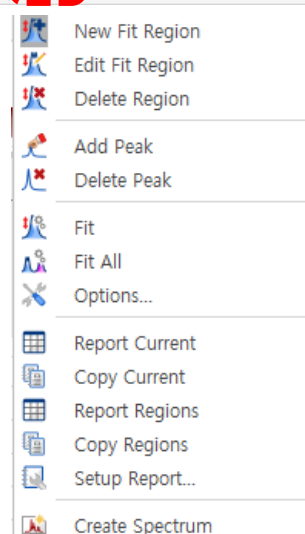 New Fit Region
Edit Fit Region
Delete Region
Add Peak
Delete Peak
Fit
Fit All
Options...
Report Current
Copy Current
Report Regions
Copy Regions
Setup Report...
Create Spectrum